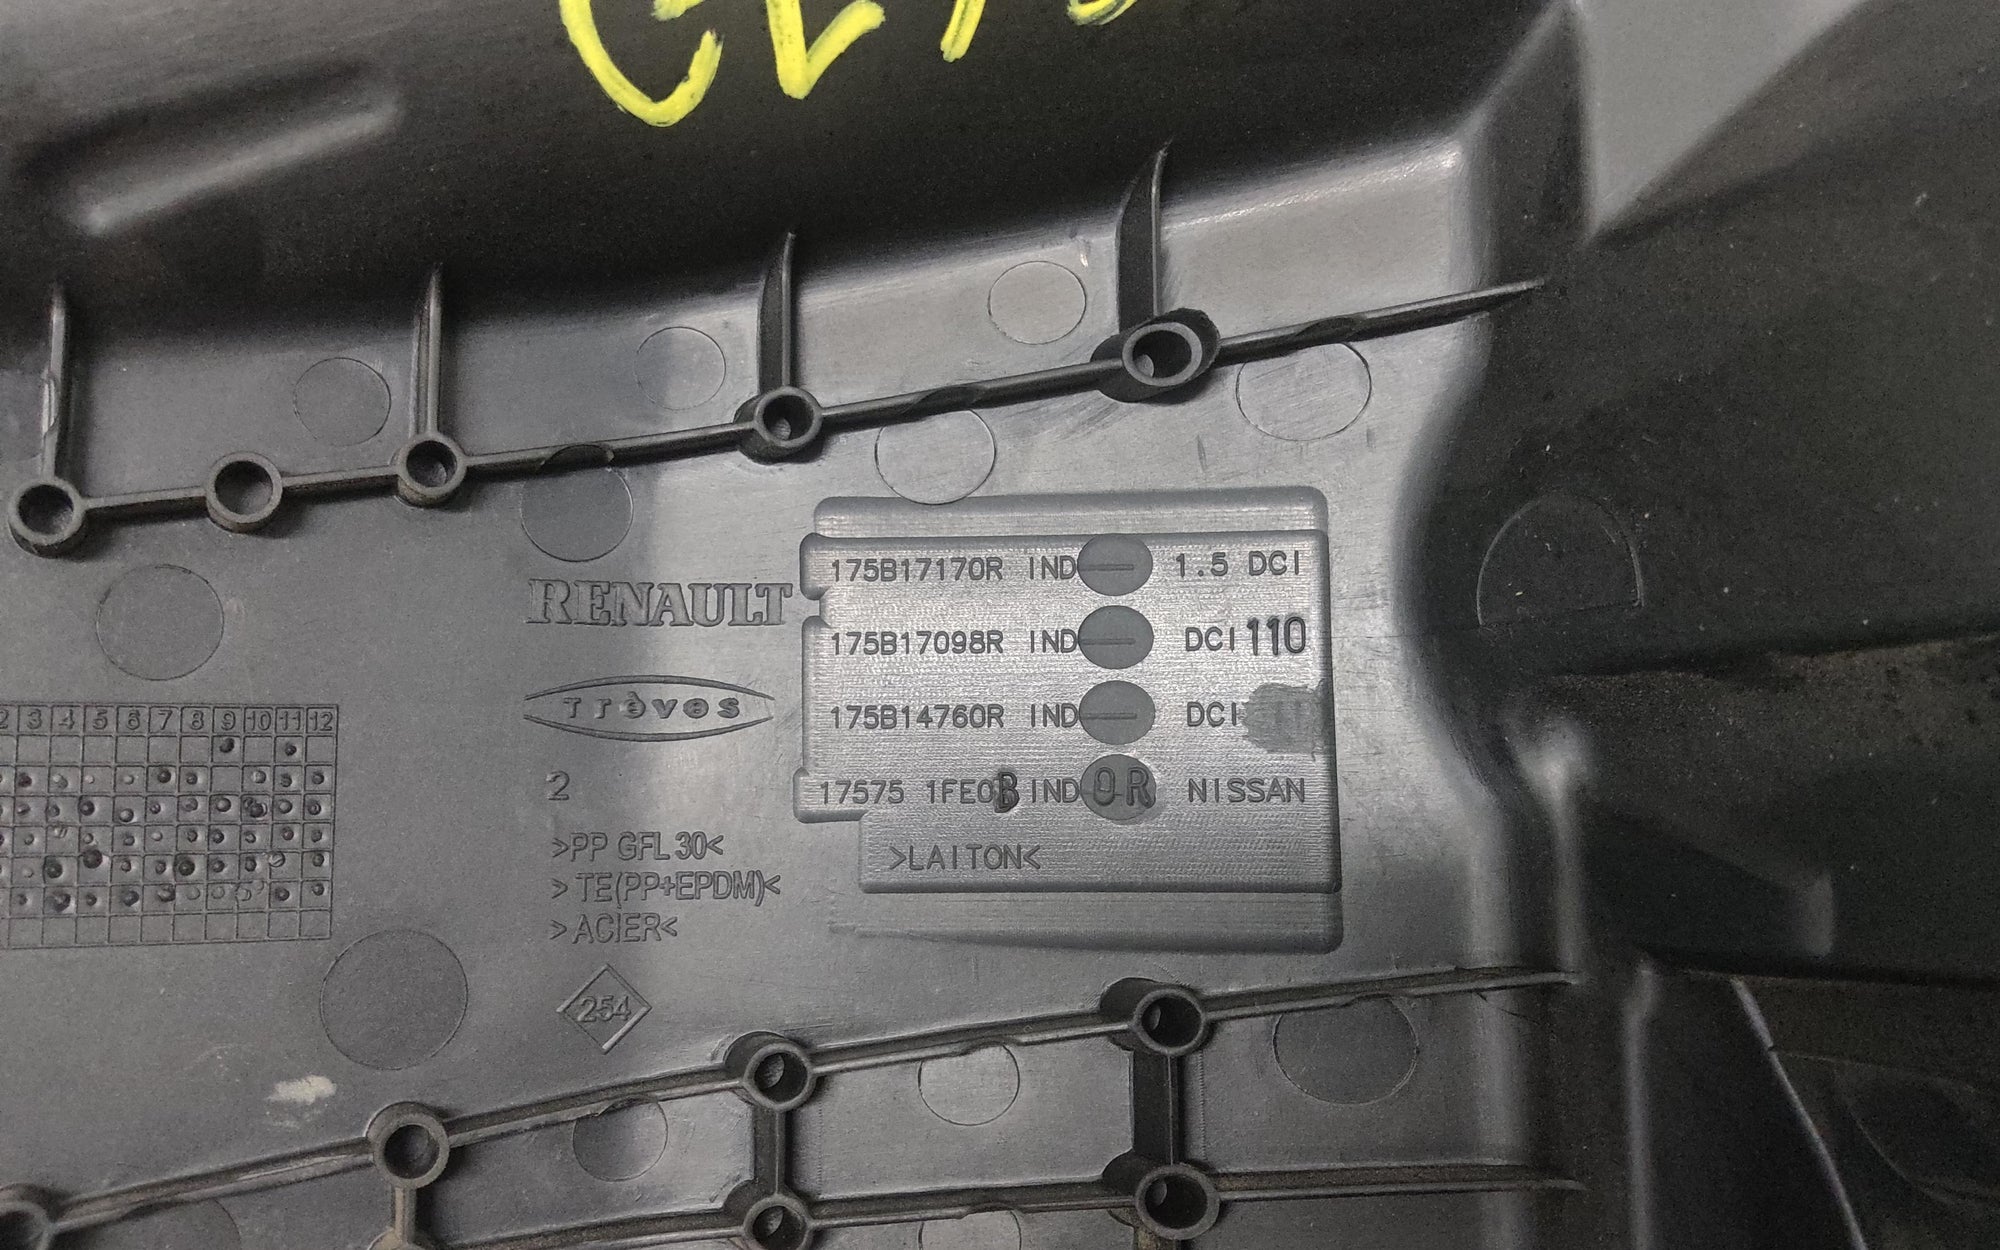 RENAULT
Trèves
2
>PP GFL 30<
>TE(PP+EPDM)<
>ACIER<
254
175B17170R IND - 1.5 DCI
175B17098R IND - DCI 110
175B14760R IND - DCI
17575 1FE0B IND 0R NISSAN
>LAITON<
2 3 4 5 6 7 8 9 10 11 12